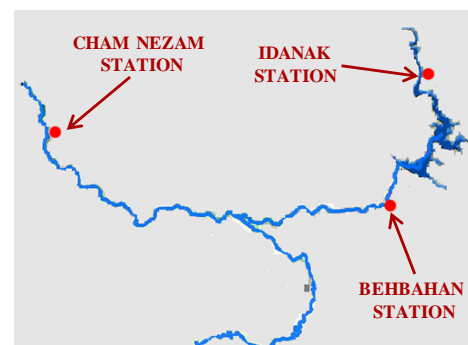 CHAM NEZAM
STATION
IDANAK
STATION
BEHBAHAN
STATION